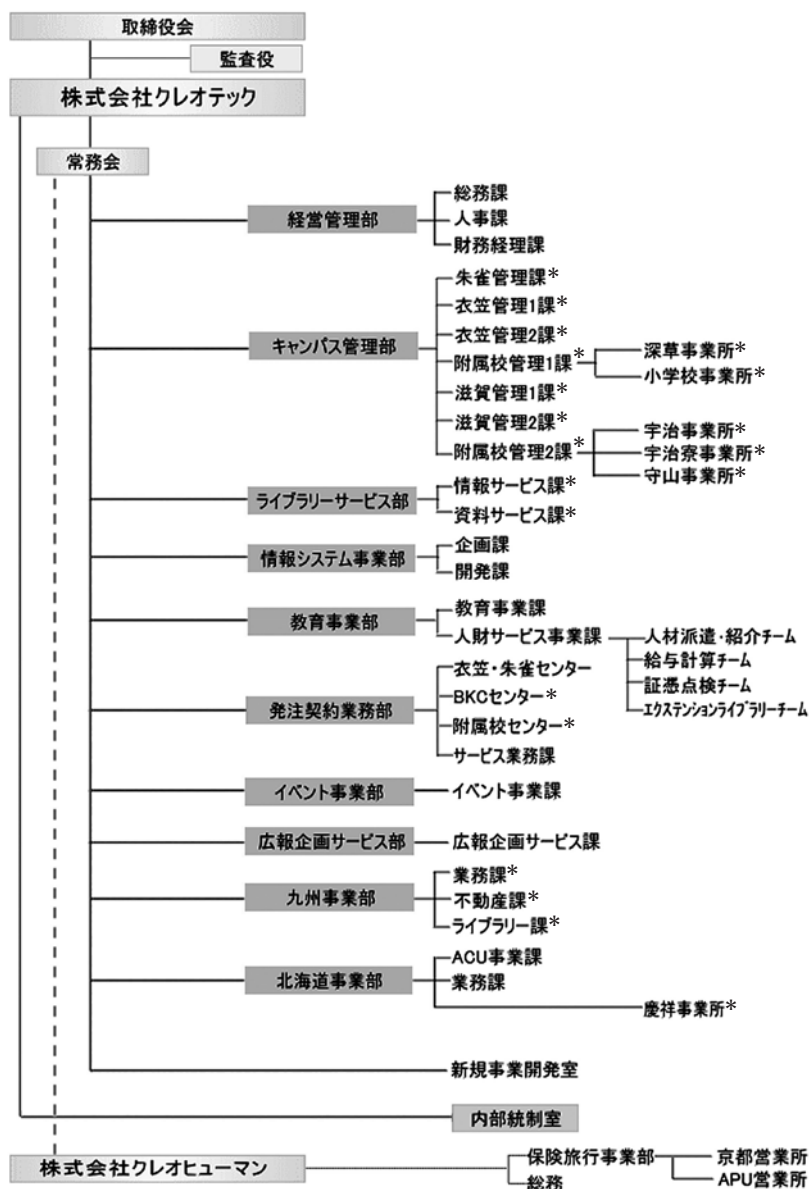 取締役会
監査役
株式会社クレオテック
常務会
経営管理部
総務課
人事課
財務経理課
キャンパス管理部
朱雀管理課*
衣笠管理1課*
衣笠管理2課*
附属校管理1課*
深草事業所*
小学校事業所*
滋賀管理1課*
滋賀管理2課*
附属校管理2課*
宇治事業所*
宇治寮事業所*
守山事業所*
ライブラリーサービス部
情報サービス課*
資料サービス課*
情報システム事業部
企画課
開発課
教育事業部
教育事業課
人財サービス事業課
人材派遣・紹介チーム
給与計算チーム
証憑点検チーム
エクステンションライブラリーチーム
発注契約業務部
衣笠・朱雀センター
BKCセンター*
附属校センター*
サービス業務課
イベント事業部
イベント事業課
広報企画サービス部
広報企画サービス課
九州事業部
業務課*
不動産課*
ライブラリー課*
北海道事業部
ACU事業課
業務課
慶祥事業所*
新規事業開発室
内部統制室
株式会社クレオヒューマン
保険旅行事業部
京都営業所
APU営業所
総務